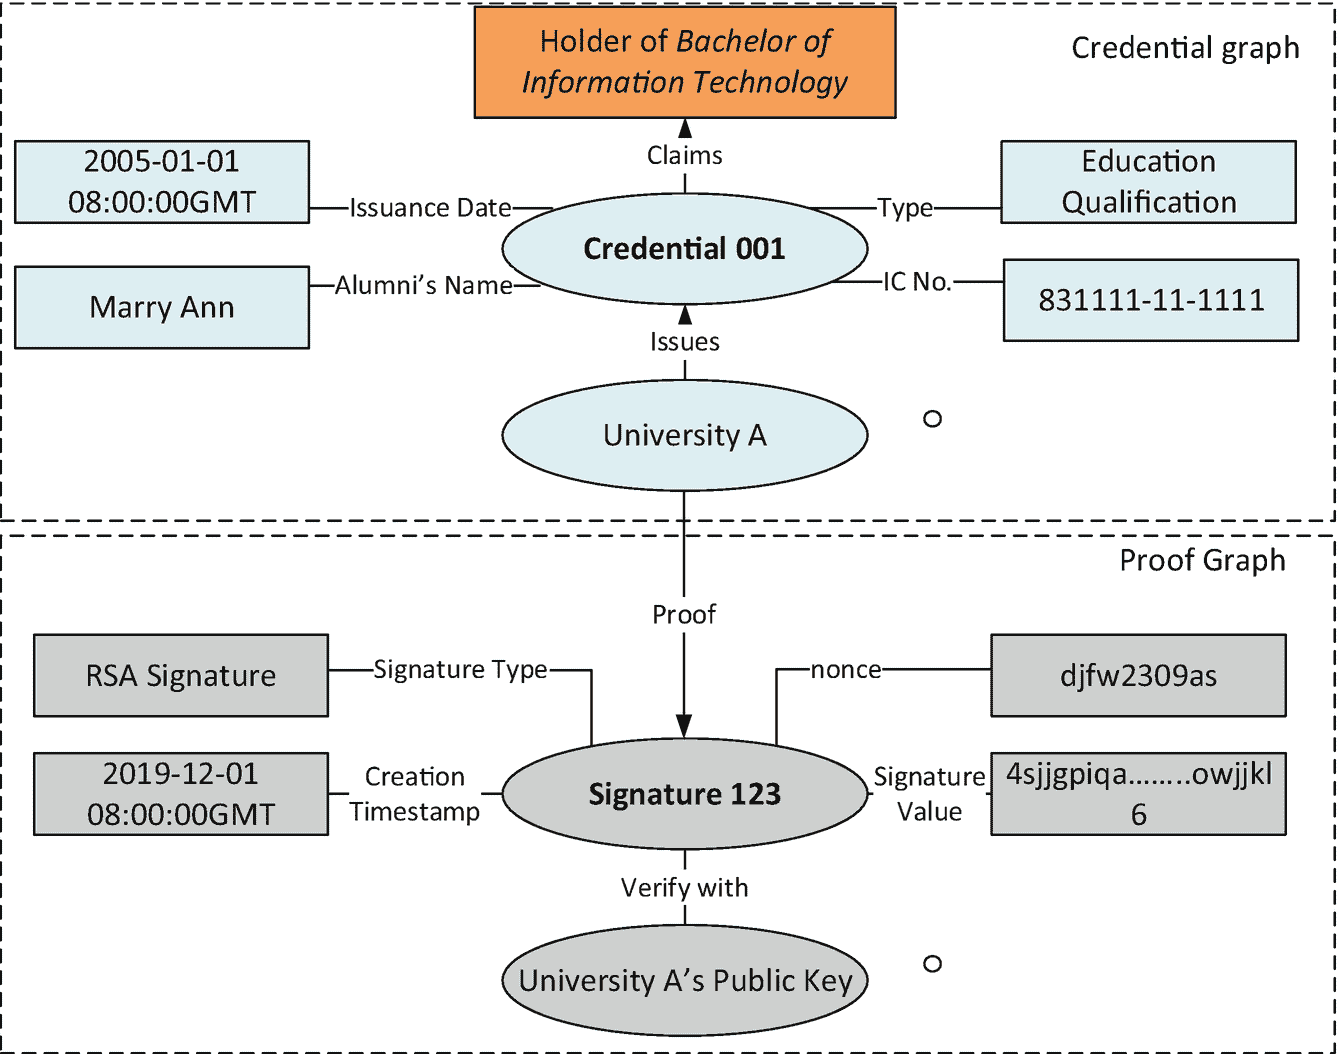 Holder of Bachelor of
Information Technology
Credential graph
Claims
2005-01-01
08:00:00GMT
Issuance Date
Type
Education
Qualification
Credential 001
Marry Ann
Alumni’s Name
IC No.
831111-11-1111
Issues
University A
Proof Graph
Proof
RSA Signature
Signature Type
nonce
djfw2309as
2019-12-01
08:00:00GMT
Creation
Timestamp
Signature 123
Signature
Value
4sjjgpiqa……..owjjkl
6
Verify with
University A’s Public Key